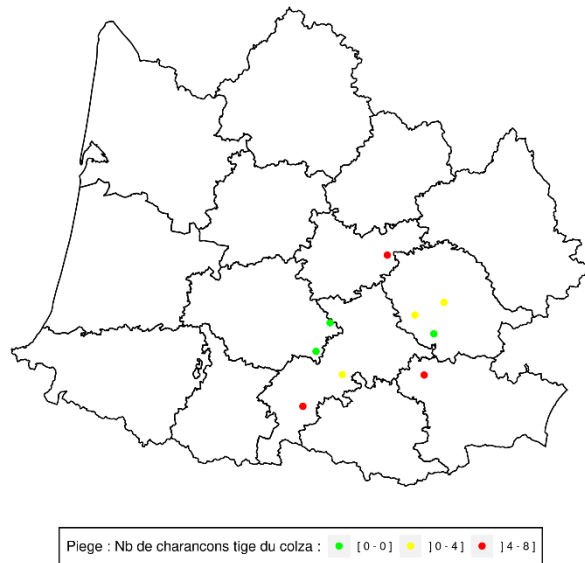 Piege : Nb de charancons tige du colza : [ 0 - 0 ] ] 0 - 4 ] ] 4 - 8 ]